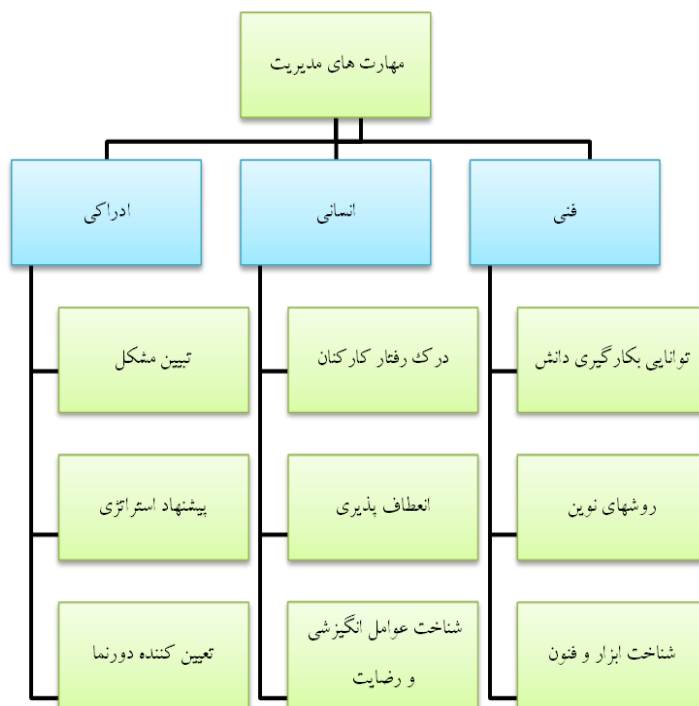 مهارت های مدیریت
فنی
انسانی
ادراکی
توانایی بکارگیری دانش
درک رفتار کارکنان
تبیین مشکل
روشهای نوین
انعطاف پذیری
پیشنهاد استراتژی
شناخت ابزار و فنون
شناخت عوامل انگیزشی
و رضایت
تعیین کننده دورنما